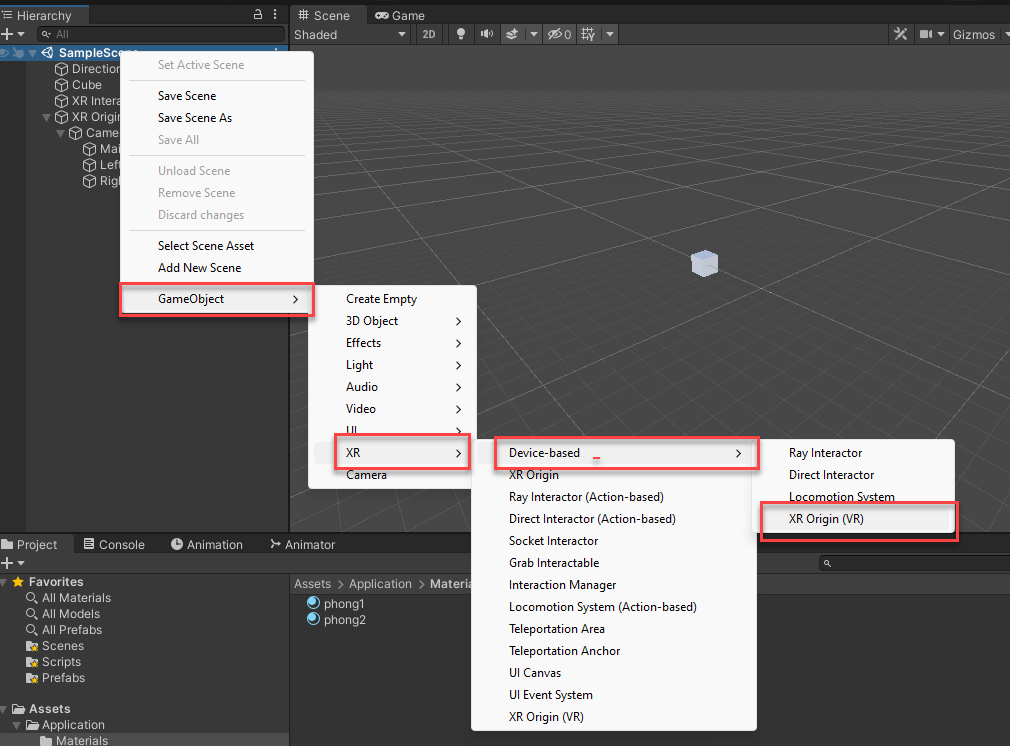 Hierarchy
All
SampleScene
Direction
Cube
XR Intera
XR Origin
Came
Mai
Left
Rig
Set Active Scene
Save Scene
Save Scene As
Save All
Unload Scene
Remove Scene
Discard changes
Select Scene Asset
Add New Scene
GameObject
Create Empty
3D Object
Effects
Light
Audio
Video
UI
XR
Camera
Device-based
XR Origin
Ray Interactor (Action-based)
Direct Interactor (Action-based)
Socket Interactor
Grab Interactable
Interaction Manager
Locomotion System (Action-based)
Teleportation Area
Teleportation Anchor
UI Canvas
UI Event System
XR Origin (VR)
Ray Interactor
Direct Interactor
Locomotion System
XR Origin (VR)
Scene Game
Shaded 2D 0 Gizmos
Project Console Animation Animator
Favorites
All Materials
All Models
All Prefabs
Scenes
Scripts
Prefabs
Assets
Application
Materials
Assets > Application > Materia
phong1
phong2